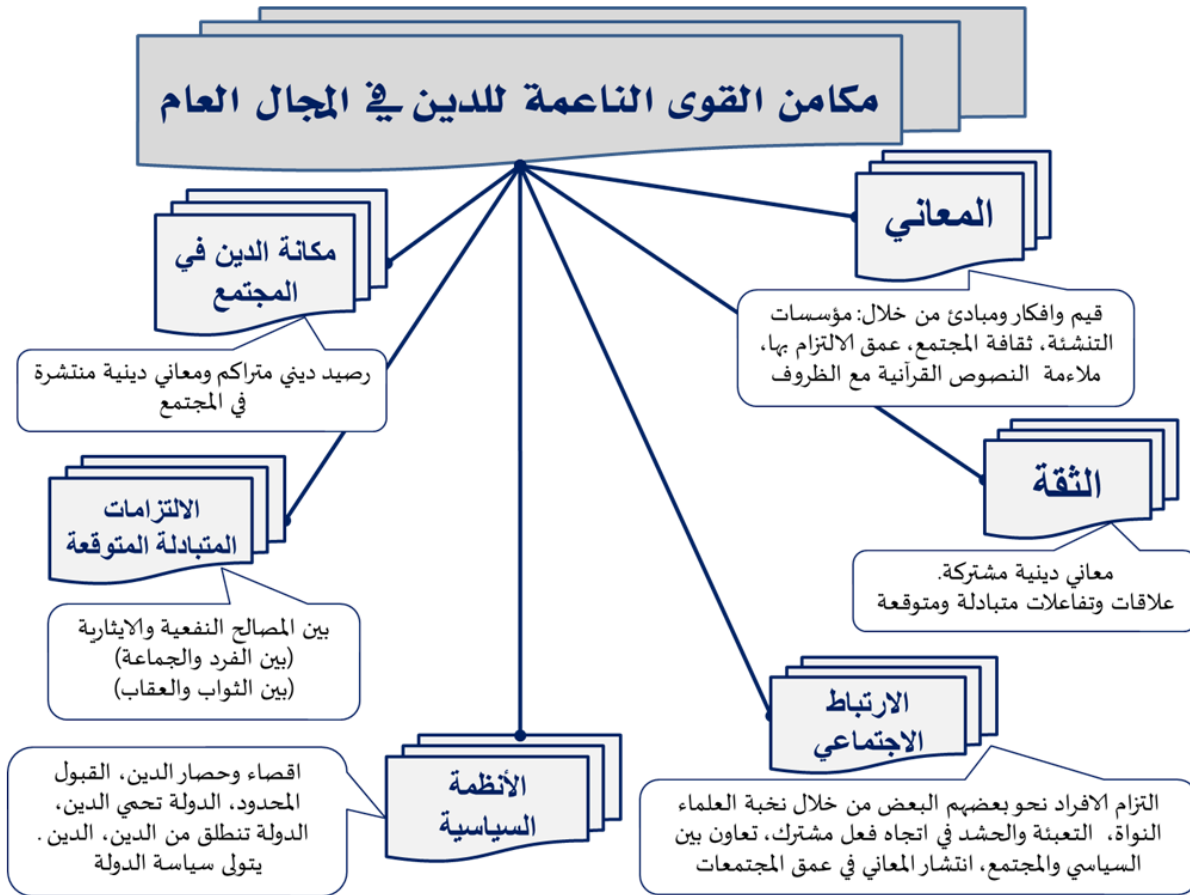 مكامن القوى الناعمة للدين في المجال العام
المعاني
قيم وافكار ومبادئ من خلال: مؤسسات
التنشئة، ثقافة المجتمع، عمق الالتزام بها،
ملاءمة النصوص القرآنية مع الظروف
الثقة
معاني دينية مشتركة.
علاقات وتفاعلات متبادلة ومتوقعة
الارتباط
الاجتماعي
التزام الافراد نحو بعضهم البعض من خلال نخبة العلماء
النواة، التعبئة والحشد في اتجاه فعل مشترك، تعاون بين
السياسي والمجتمع، انتشار المعاني في عمق المجتمعات
الأنظمة
السياسية
اقصاء وحصار الدين، القبول
المحدود، الدولة تحمي الدين،
الدولة تنطلق من الدين، الدين .
يتولى سياسة الدولة
الالتزامات
المتبادلة المتوقعة
بين المصالح النفعية والايثارية
(بين الفرد والجماعة)
(بين الثواب والعقاب)
مكانة الدين في
المجتمع
رصيد ديني متراكم ومعاني دينية منتشرة
في المجتمع